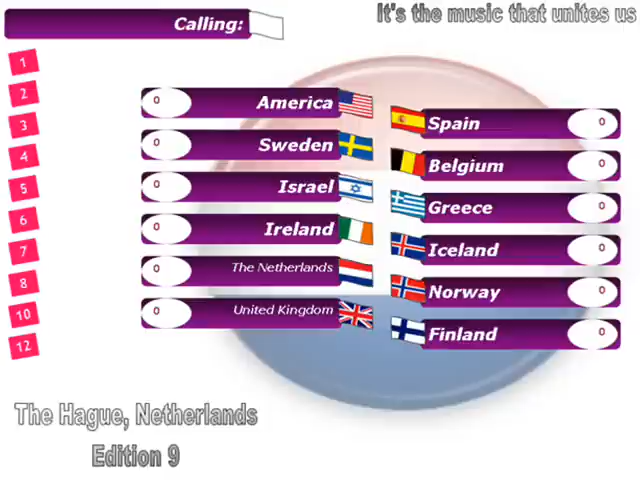 Calling:
It's the music that unites us
1
2
3
4
5
6
7
8
10
12
0 America
0 Sweden
0 Israel
0 Ireland
0 The Netherlands
0 United Kingdom
Spain 0
Belgium 0
Greece 0
Iceland 0
Norway 0
Finland 0
The Hague, Netherlands
Edition 9